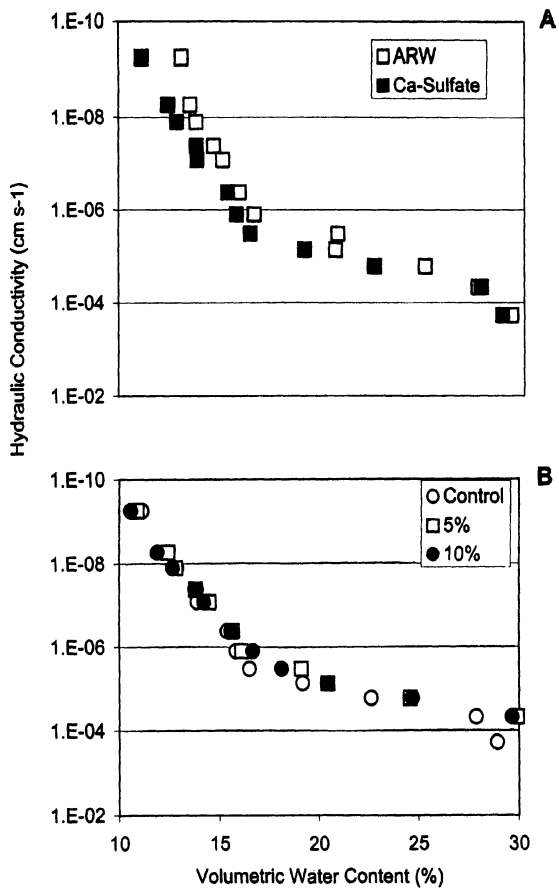 A
1.E-10
ARW
Ca-Sulfate
1.E-08
1.E-06
1.E-04
1.E-02
Hydraulic Conductivity (cm s-1)
B
1.E-10
Control
5%
10%
1.E-08
1.E-06
1.E-04
1.E-02
10 15 20 25 30
Volumetric Water Content (%)